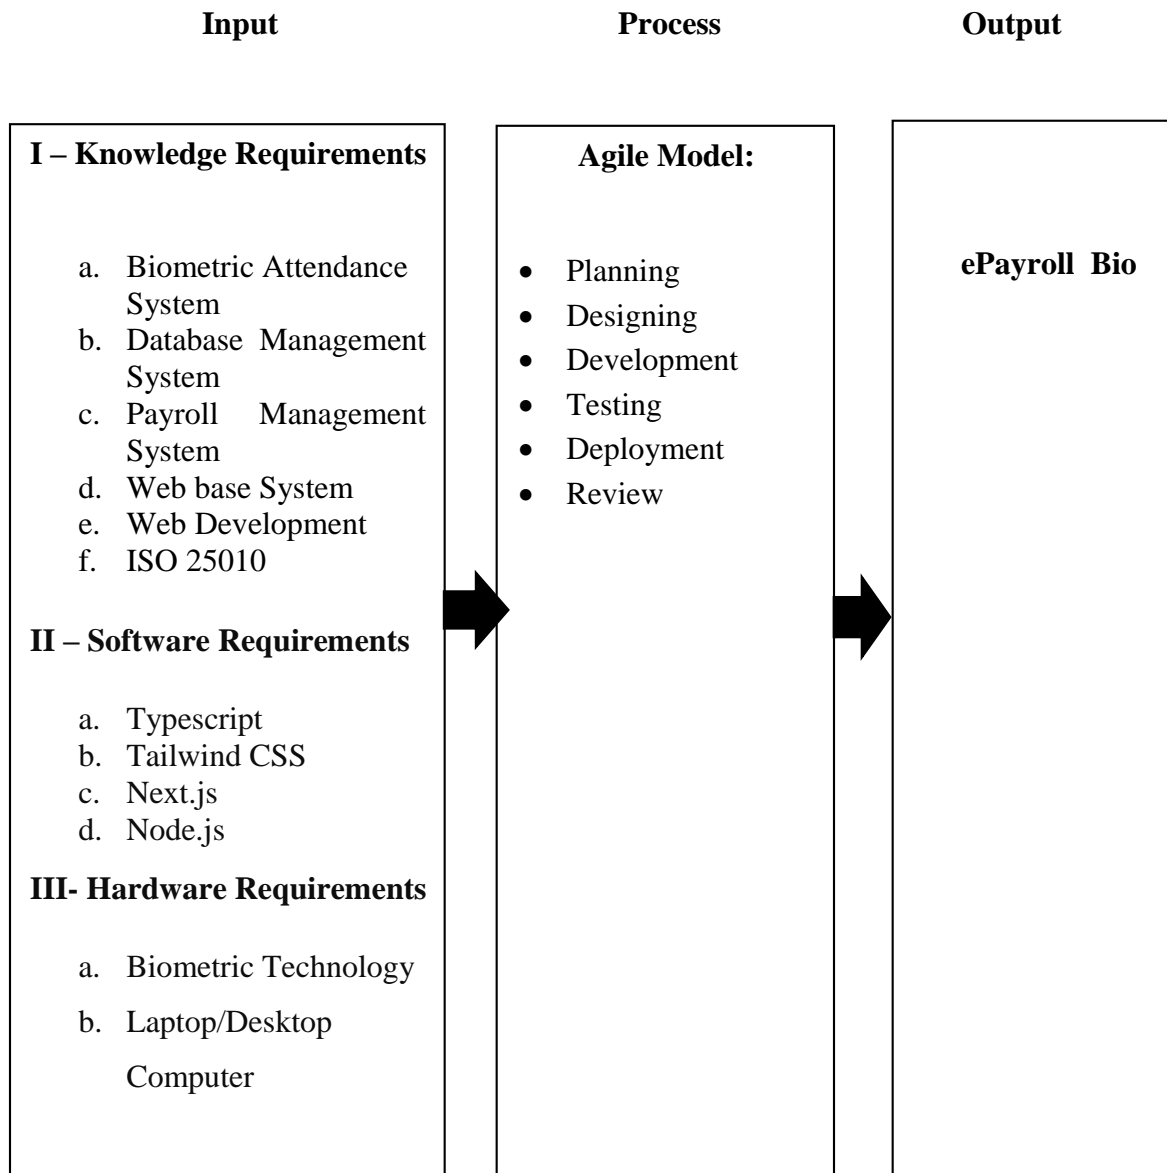 Input
Process
Output
I – Knowledge Requirements
a. Biometric Attendance
System
b. Database Management
System
c. Payroll Management
System
d. Web base System
e. Web Development
f. ISO 25010
II – Software Requirements
a. Typescript
b. Tailwind CSS
c. Next.js
d. Node.js
III- Hardware Requirements
a. Biometric Technology
b. Laptop/Desktop
Computer
Agile Model:
• Planning
• Designing
• Development
• Testing
• Deployment
• Review
ePayroll Bio